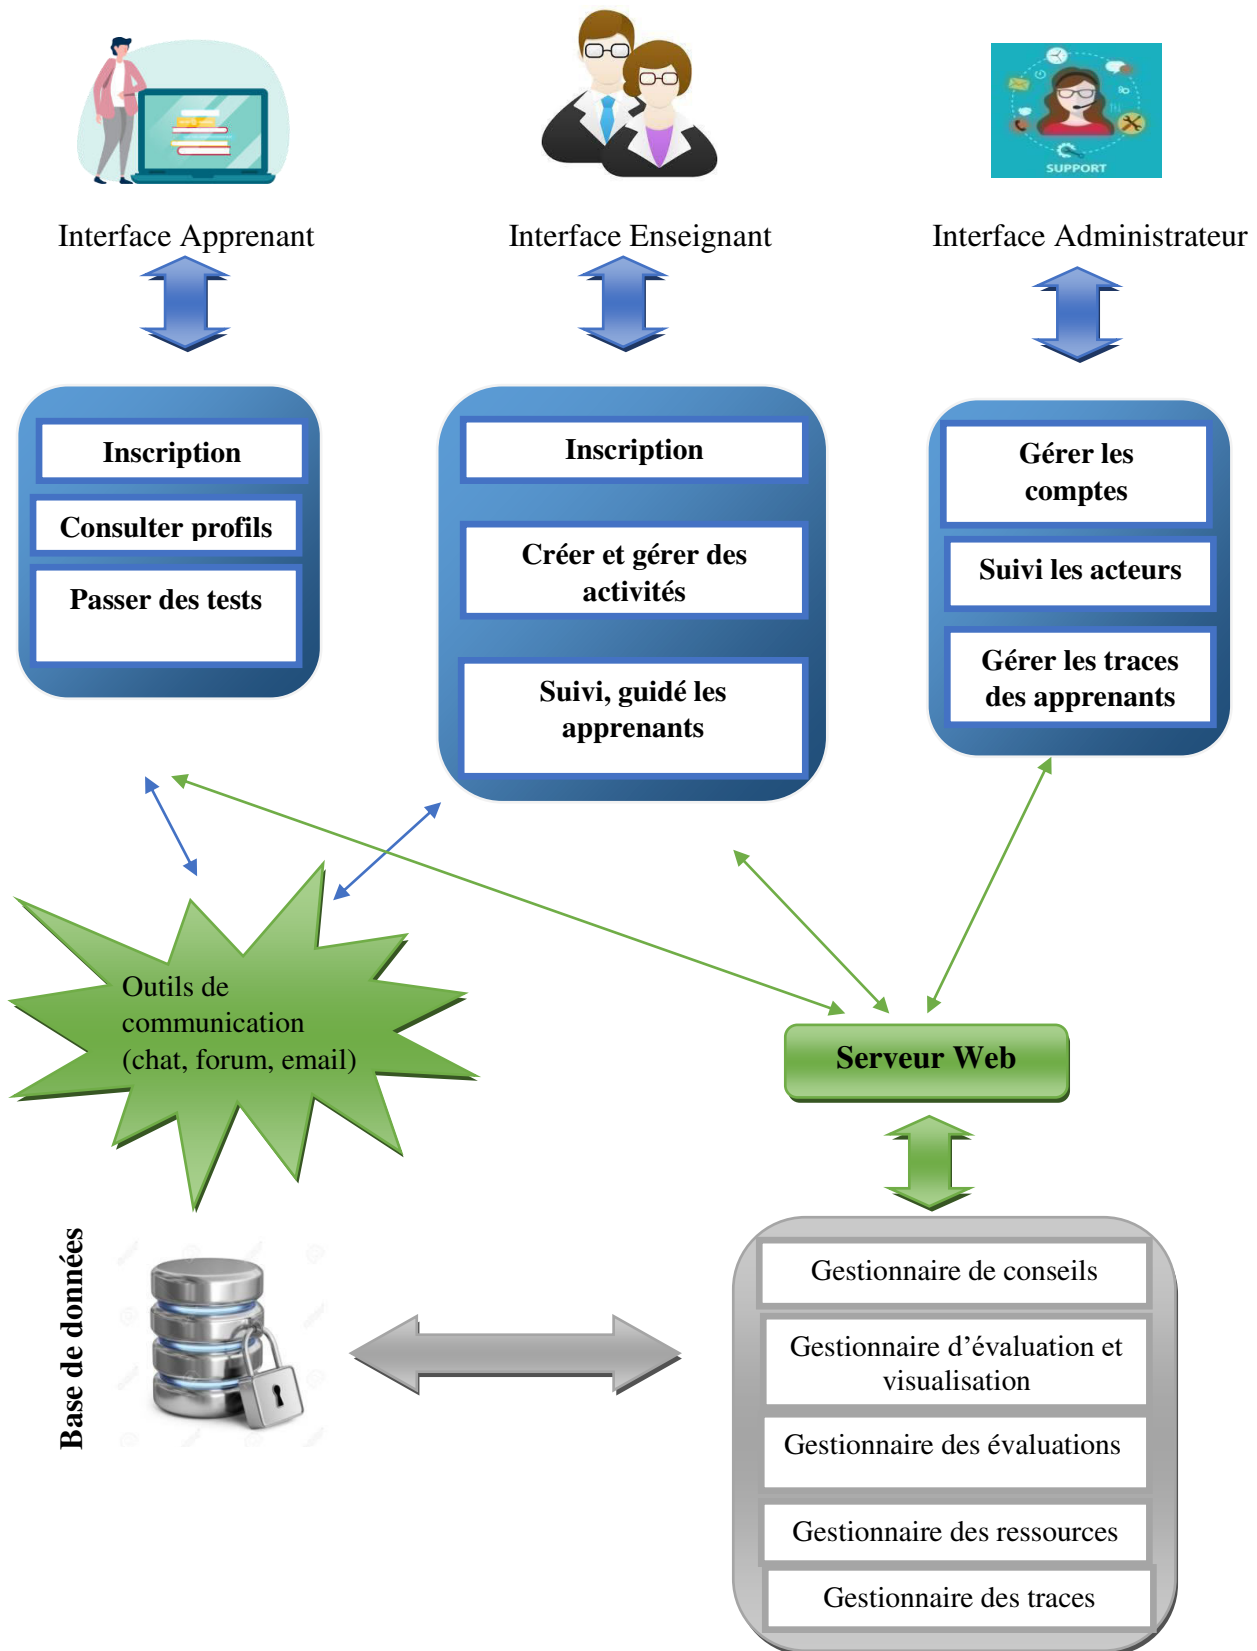 SUPPORT
Interface Apprenant
Interface Enseignant
Interface Administrateur
Inscription
Consulter profils
Passer des tests
Inscription
Créer et gérer des
activités
Suivi, guidé les
apprenants
Gérer les
comptes
Suivi les acteurs
Gérer les traces
des apprenants
Outils de
communication
(chat, forum, email)
Serveur Web
Base de données
Gestionnaire de conseils
Gestionnaire d’évaluation et
visualisation
Gestionnaire des évaluations
Gestionnaire des ressources
Gestionnaire des traces